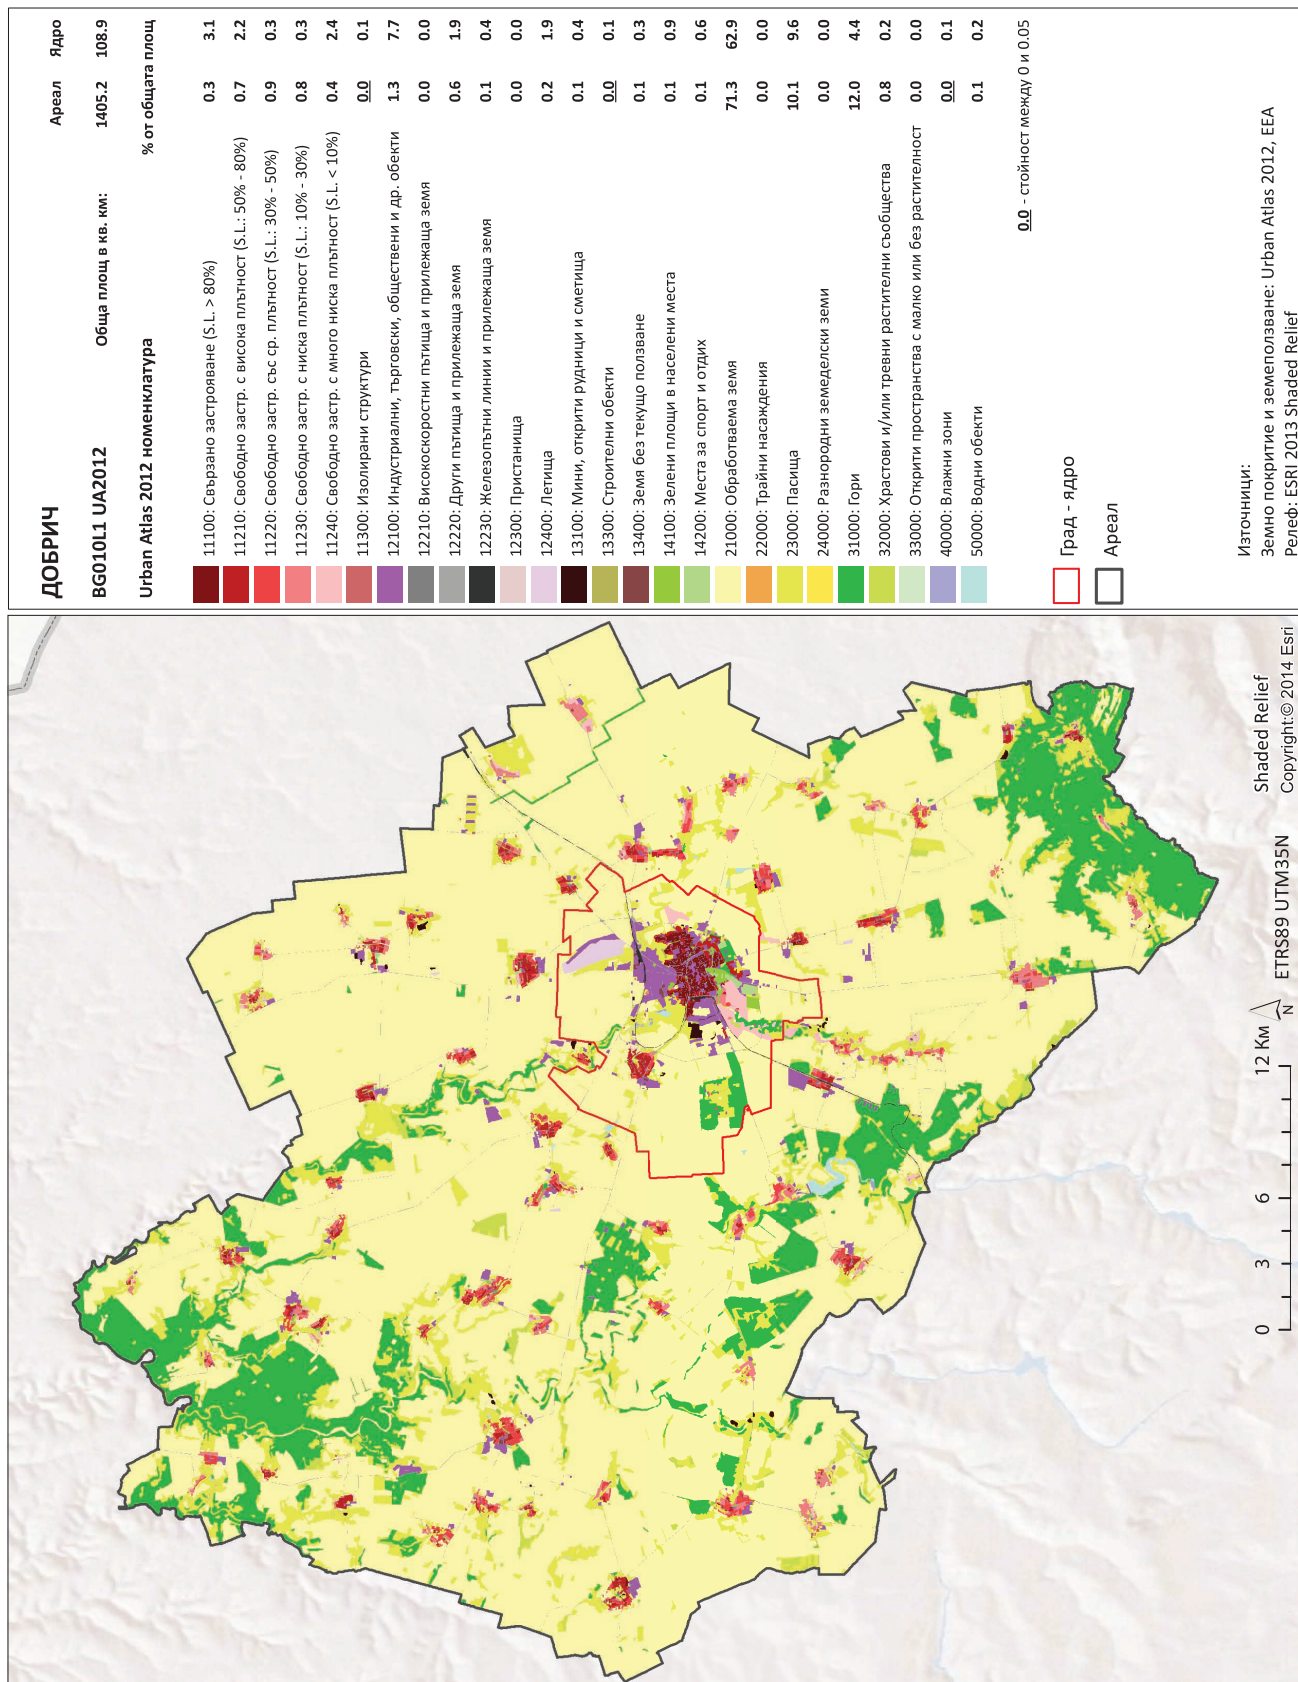 ДОБРИЧ
Ареал Ядро
BG010L1 UA2012 Обща площ в кв. км: 1405.2 108.9
Urban Atlas 2012 номенклатура % от общата площ
11100: Свързано застрояване (S.L. > 80%) 0.3 3.1
11210: Свободно застр. с висока плътност (S.L.: 50% - 80%) 0.7 2.2
11220: Свободно застр. със ср. плътност (S.L.: 30% - 50%) 0.9 0.3
11230: Свободно застр. с ниска плътност (S.L.: 10% - 30%) 0.8 0.3
11240: Свободно застр. с много ниска плътност (S.L. < 10%) 0.4 2.4
11300: Изолирани структури 0.0 0.1
12100: Индустриални, търговски, обществени и др. обекти 1.3 7.7
12210: Високоскоростни пътища и прилежаща земя 0.0 0.0
12220: Други пътища и прилежаща земя 0.6 1.9
12230: Железопътни линии и прилежаща земя 0.1 0.4
12300: Пристанища 0.0 0.0
12400: Летища 0.2 1.9
13100: Мини, открити рудници и сметища 0.1 0.4
13300: Строителни обекти 0.0 0.1
13400: Земя без текущо ползване 0.1 0.3
14100: Зелени площи в населени места 0.1 0.9
14200: Места за спорт и отдих 0.1 0.6
21000: Обработваема земя 71.3 62.9
22000: Трайни насаждения 0.0 0.0
23000: Пасища 10.1 9.6
24000: Разнородни земеделски земи 0.0 0.0
31000: Гори 12.0 4.4
32000: Храстови и/или тревни растителни съобщества 0.8 0.2
33000: Открити пространства с малко или без растителност 0.0 0.0
40000: Влажни зони 0.0 0.1
50000: Водни обекти 0.1 0.2
0.0 - стойност между 0 и 0.05
Град - ядро
Ареал
Източници:
Земно покритие и земеползване: Urban Atlas 2012, EEA
Релеф: ESRI 2013 Shaded Relief
0 3 6 12 Км
N
ETRS89 UTM35N
Shaded Relief
Copyright:© 2014 Esri